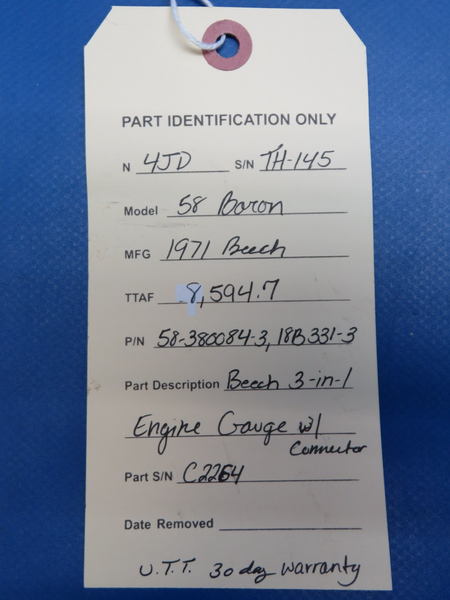 PART IDENTIFICATION ONLY
N 4JD S/N TH-145
Model 58 Baron
MFG 1971 Beech
TTAF 8,594.7
P/N 58-380084-3, 18B331-3
Part Description Beech 3-in-1
Engine Gauge w/
Connector
Part S/N C2264
Date Removed
U.T.T. 30 day warranty